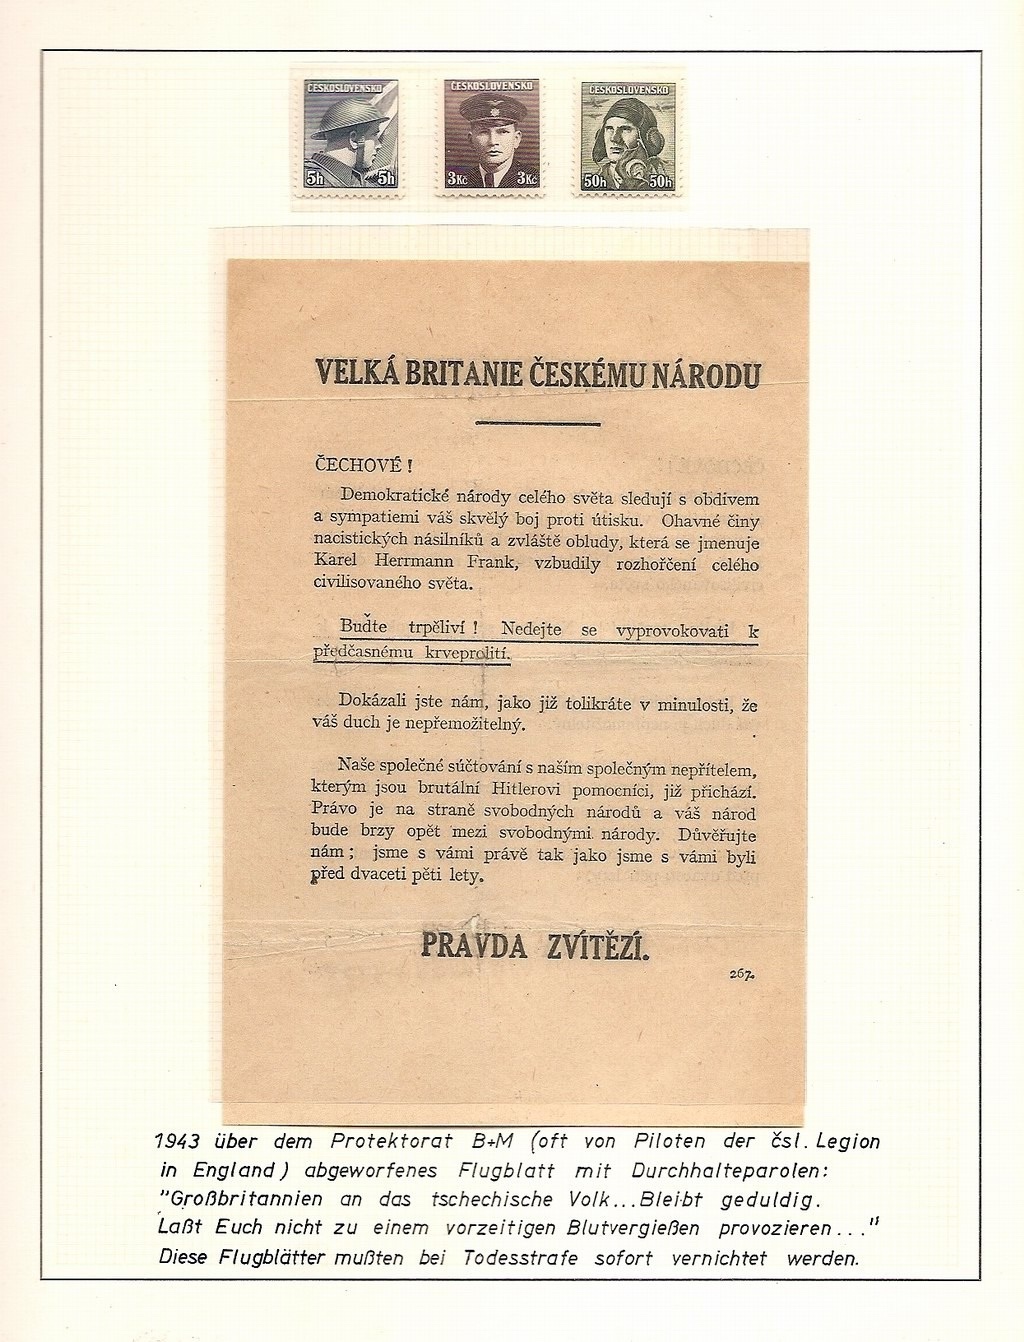 ČESKOSLOVENSKO
5h 5h
ČESKOSLOVENSKO
3Kč 3Kč
ČESKOSLOVENSKO
50h 50h
VELKÁ BRITANIE ČESKÉMU NÁRODU
ČECHOVÉ !
Demokratické národy celého světa sledují s obdivem
a sympatiemi váš skvělý boj proti útisku. Ohavné činy
nacistických násilníků a zvláště obludy, která se jmenuje
Karel Herrmann Frank, vzbudily rozhořčení celého
civilisovaného světa.
Buďte trpěliví ! Nedejte se vyprovokovati k
předčasnému krveprolití.
Dokázali jste nám, jako již tolikráte v minulosti, že
váš duch je nepřemožitelný.
Naše společné súčtování s naším společným nepřítelem,
kterým jsou brutální Hitlerovi pomocníci, již přichází.
Právo je na straně svobodných národů a váš národ
bude brzy opět mezi svobodnými národy. Důvěřujte
nám ; jsme s vámi právě tak jako jsme s vámi byli
před dvaceti pěti lety.
PRAVDA ZVÍTĚZÍ.
267.
1943 über dem Protektorat B+M (oft von Piloten der čsl. Legion
in England) abgeworfenes Flugblatt mit Durchhalteparolen:
"Großbritannien an das tschechische Volk...Bleibt geduldig.
Laßt Euch nicht zu einem vorzeitigen Blutvergießen provozieren..."
Diese Flugblätter mußten bei Todesstrafe sofort vernichtet werden.